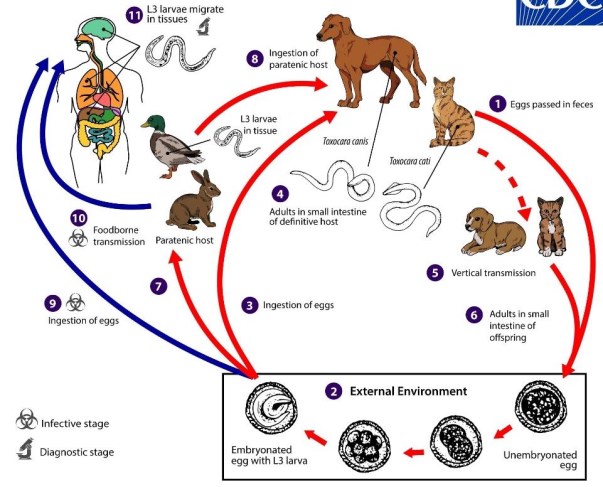 CDC
11 L3 larvae migrate
in tissues
8 Ingestion of
paratenic host
1 Eggs passed in feces
L3 larvae
in tissue
Toxocara canis
Toxocara cati
4
Adults in small intestine
of definitive host
10 Foodborne
transmission
Paratenic host
5 Vertical transmission
7
3 Ingestion of eggs
9
Ingestion of eggs
6 Adults in small
intestine of
offspring
2 External Environment
Embryonated
egg with L3 larva
Unembryonated
egg
Infective stage
Diagnostic stage